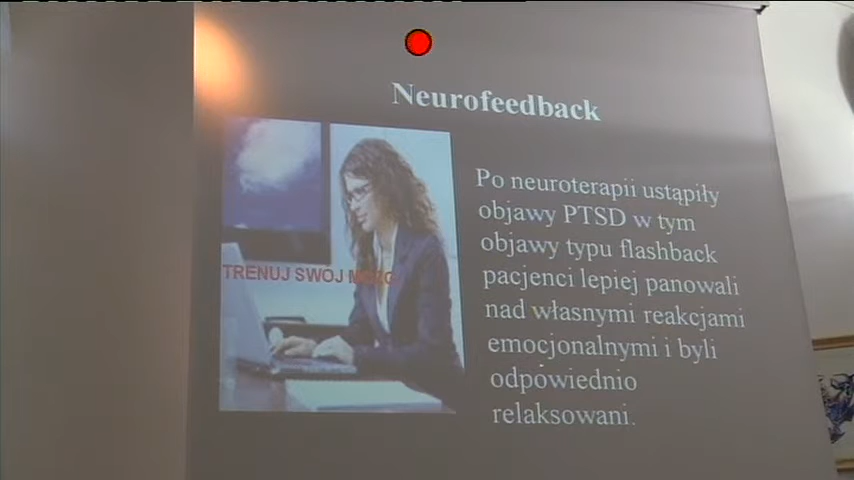 Neurofeedback
TRENUJ SWÓJ MÓZG
Po neuroterapii ustąpiły
objawy PTSD w tym
objawy typu flashback
pacjenci lepiej panowali
nad własnymi reakcjami
emocjonalnymi i byli
odpowiednio
relaksowani.